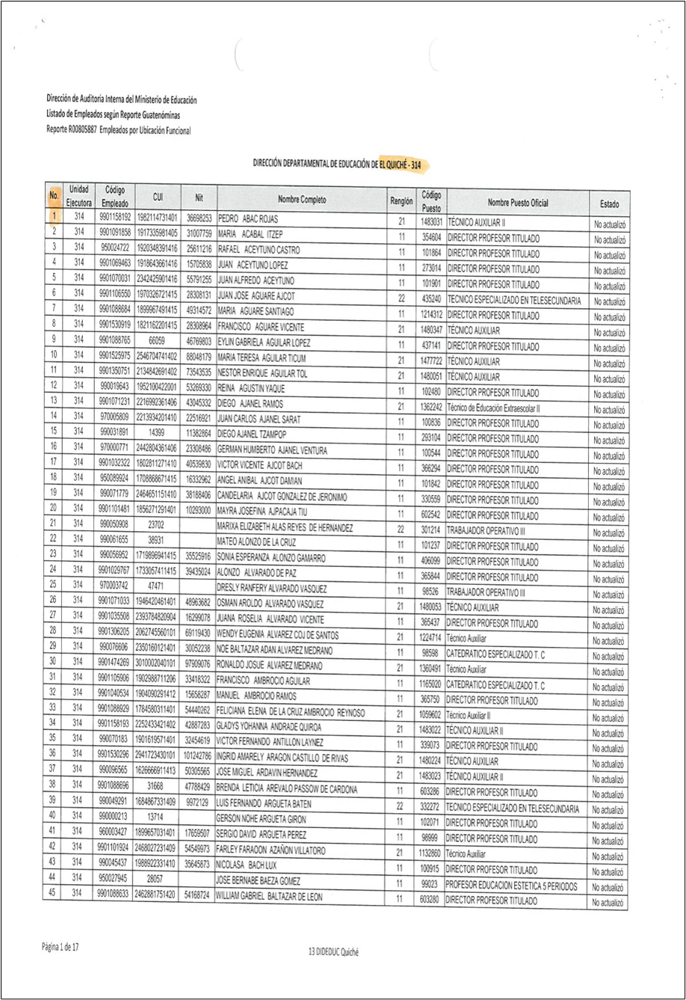 Dirección de Auditoria Interna del Ministerio de Educación
Listado de Empleados según Reporte Guatenóminas
Reporte R00805887 Empleados por Ubicación Funcional
DIRECCIÓN DEPARTAMENTAL DE EDUCACIÓN DE EL QUICHÉ - 314
No. Unidad Ejecutora Código Empleado CUI Nit Nombre Completo Renglón Código Puesto Nombre Puesto Oficial Estado
1 314 9901158192 1982114731401 36698253 PEDRO ABAC ROJAS 21 1483031 TÉCNICO AUXILIAR II No actualizó
2 314 9901091858 1917335981405 31007759 MARIA ACABAL ITZEP 11 354604 DIRECTOR PROFESOR TITULADO No actualizó
3 314 950024722 1920348391416 25611216 RAFAEL ACEYTUNO CASTRO 11 101864 DIRECTOR PROFESOR TITULADO No actualizó
4 314 9901069463 1918643661416 15705838 JUAN ACEYTUNO LOPEZ 11 273014 DIRECTOR PROFESOR TITULADO No actualizó
5 314 9901070031 2342425901416 55791255 JUAN ALFREDO ACEYTUNO 11 101901 DIRECTOR PROFESOR TITULADO No actualizó
6 314 9901106550 1970326721415 28308131 JUAN JOSE AGUARE AJCOT 22 435240 TECNICO ESPECIALIZADO EN TELESECUNDARIA No actualizó
7 314 9901088684 1899967491415 49314572 MARIA AGUARE SANTIAGO 11 1214312 DIRECTOR PROFESOR TITULADO No actualizó
8 314 9901530919 1821162201415 28308964 FRANCISCO AGUARE VICENTE 21 1480347 TÉCNICO AUXILIAR No actualizó
9 314 9901088765 66059 46769803 EYLIN GABRIELA AGUILAR LOPEZ 11 437141 DIRECTOR PROFESOR TITULADO No actualizó
10 314 9901525975 2546704741402 88048179 MARIA TERESA AGUILAR TICUM 21 1477722 TÉCNICO AUXILIAR No actualizó
11 314 9901350751 2134842691402 73543535 NESTOR ENRIQUE AGUILAR TOL 21 1480051 TÉCNICO AUXILIAR No actualizó
12 314 990019643 1952100422001 53269330 REINA AGUSTIN YAQUE 11 102480 DIRECTOR PROFESOR TITULADO No actualizó
13 314 9901071231 2216992361406 43045332 DIEGO AJANEL RAMOS 21 1362242 Técnico de Educación Extraescolar II No actualizó
14 314 970005809 2213934201410 22516921 JUAN CARLOS AJANEL SARAT 11 100836 DIRECTOR PROFESOR TITULADO No actualizó
15 314 990031891 14399 11382864 DIEGO AJANEL TZAMPOP 11 293104 DIRECTOR PROFESOR TITULADO No actualizó
16 314 970000771 2442804361406 23308486 GERMAN HUMBERTO AJANEL VENTURA 11 100544 DIRECTOR PROFESOR TITULADO No actualizó
17 314 9901032322 1602811271410 40539830 VICTOR VICENTE AJCOT BACH 11 366294 DIRECTOR PROFESOR TITULADO No actualizó
18 314 950089924 1708868671415 16332962 ANGEL ANIBAL AJCOT DAMIAN 11 101842 DIRECTOR PROFESOR TITULADO No actualizó
19 314 990071779 2464651151410 38188406 CANDELARIA AJCOT GONZALEZ DE JERONIMO 11 330559 DIRECTOR PROFESOR TITULADO No actualizó
20 314 9901101481 1856271291401 10293000 MAYRA JOSEFINA AJPACAJA TIU 11 602542 DIRECTOR PROFESOR TITULADO No actualizó
21 314 990050908 23702 MARIXA ELIZABETH ALAS REYES DE HERNANDEZ 22 301214 TRABAJADOR OPERATIVO III No actualizó
22 314 990061655 38931 MATEO ALONZO DE LA CRUZ 11 101237 DIRECTOR PROFESOR TITULADO No actualizó
23 314 990056952 1719896941415 35525916 SONIA ESPERANZA ALONZO GAMARRO 11 406099 DIRECTOR PROFESOR TITULADO No actualizó
24 314 9901029767 1733057411415 39435024 ALONZO ALVARADO DE PAZ 11 365844 DIRECTOR PROFESOR TITULADO No actualizó
25 314 970003742 47471 DRESLY RANFERY ALVARADO VASQUEZ 11 98526 TRABAJADOR OPERATIVO III No actualizó
26 314 9901071033 1946420461401 48963682 OSMAN AROLDO ALVARADO VASQUEZ 21 1480053 TÉCNICO AUXILIAR No actualizó
27 314 9901035508 2393784820904 16299078 JUANA ROSELIA ALVARADO VICENTE 11 365437 DIRECTOR PROFESOR TITULADO No actualizó
28 314 9901306205 2062745560101 69119430 WENDY EUGENIA ALVAREZ COJ DE SANTOS 21 1224714 Técnico Auxiliar No actualizó
29 314 990076606 2350160121401 30052238 NOE BALTAZAR ADAN ALVAREZ MEDRANO 11 98598 CATEDRATICO ESPECIALIZADO T. C No actualizó
30 314 9901474269 3010002040101 97909076 RONALDO JOSUE ALVAREZ MEDRANO 21 1360491 Técnico Auxiliar No actualizó
31 314 9901105906 1902988711206 33418322 FRANCISCO AMBROCIO AGUILAR 11 1165020 CATEDRATICO ESPECIALIZADO T. C No actualizó
32 314 9901040534 1904090291412 15658287 MANUEL AMBROCIO RAMOS 11 365750 DIRECTOR PROFESOR TITULADO No actualizó
33 314 9901088929 1784580311401 54440262 FELICIANA ELENA DE LA CRUZ AMBROCIO REYNOSO 21 1059602 Técnico Auxiliar II No actualizó
34 314 9901158193 2252433421402 42887283 GLADYS YOHANNA ANDRADE QUIROA 21 1483022 TÉCNICO AUXILIAR II No actualizó
35 314 990070183 1901619571401 32454619 VICTOR FERNANDO ANTILLON LAYNEZ 11 339073 DIRECTOR PROFESOR TITULADO No actualizó
36 314 9901530296 2941723430101 101242786 INGRID AMARELY ARAGON CASTILLO DE RIVAS 21 1480224 TÉCNICO AUXILIAR No actualizó
37 314 990096565 1626666911413 50305565 JOSE MIGUEL ARDAVIN HERNANDEZ 21 1483023 TÉCNICO AUXILIAR II No actualizó
38 314 9901088696 31668 47788429 BRENDA LETICIA AREVALO PASSOW DE CARDONA 11 603286 DIRECTOR PROFESOR TITULADO No actualizó
39 314 990049291 1684867331409 9972129 LUIS FERNANDO ARGUETA BATEN 22 332272 TECNICO ESPECIALIZADO EN TELESECUNDARIA No actualizó
40 314 990000213 13714 GERSON NOHE ARGUETA GIRON 11 102071 DIRECTOR PROFESOR TITULADO No actualizó
41 314 960003427 1899657031401 17659507 SERGIO DAVID ARGUETA PEREZ 11 98999 DIRECTOR PROFESOR TITULADO No actualizó
42 314 9901101924 2468027231409 54549973 FARLEY FARAOON AZAÑON VILLATORO 21 1132860 Técnico Auxiliar No actualizó
43 314 990045437 1988922331410 35645873 NICOLASA BACH LUX 11 100915 DIRECTOR PROFESOR TITULADO No actualizó
44 314 950027945 28057 JOSE BERNABE BAEZA GOMEZ 11 99023 PROFESOR EDUCACION ESTETICA 5 PERIODOS No actualizó
45 314 9901088633 2462881751420 54168724 WILLIAM GABRIEL BALTAZAR DE LEON 11 603280 DIRECTOR PROFESOR TITULADO No actualizó
Página 1 de 17
13 DIDEDUC Quiché